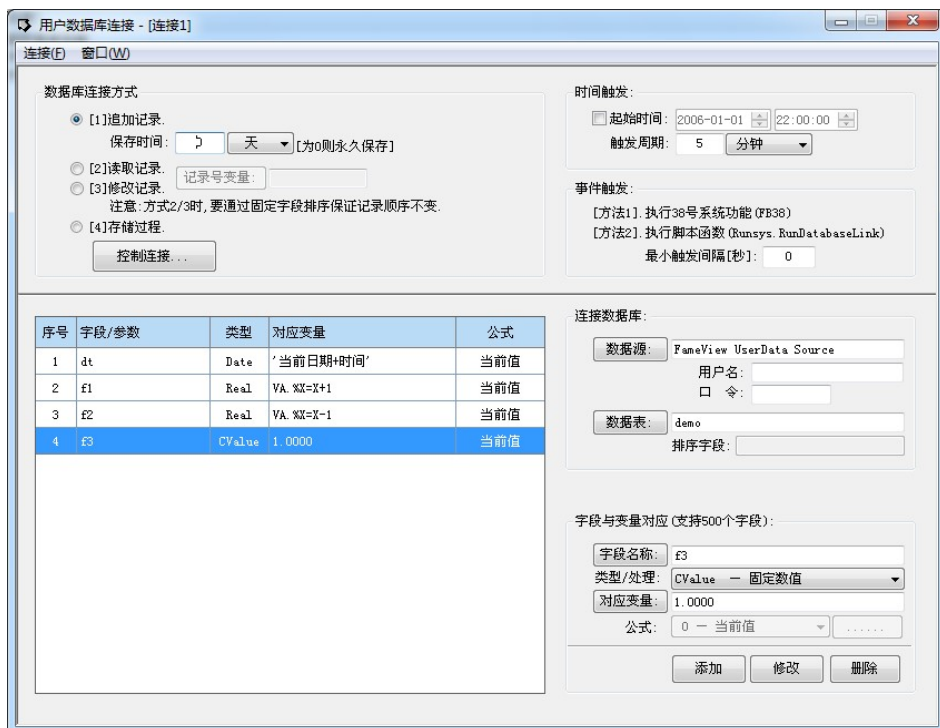 用户数据库连接 - [连接1]
连接(F) 窗口(W)
数据库连接方式
[1]追加记录.
保存时间: 天 [为0则永久保存]
[2]读取记录.
记录号变量:
[3]修改记录.
注意:方式2/3时,要通过固定字段排序保证记录顺序不变.
[4]存储过程.
控制连接...
时间触发:
起始时间: 2006-01-01 22:00:00
触发周期: 5 分钟
事件触发:
[方法1].执行38号系统功能(FB38)
[方法2].执行脚本函数(Runsys.RunDatabaseLink)
最小触发间隔[秒]: 0
序号 字段/参数 类型 对应变量 公式
1 dt Date '当前日期+时间' 当前值
2 f1 Real VA.%X=X+1 当前值
3 f2 Real VA.%X=X-1 当前值
4 f3 CValue 1.0000 当前值
连接数据库:
数据源: FameView UserData Source
用户名:
口 令:
数据表: demo
排序字段:
字段与变量对应(支持500个字段):
字段名称: f3
类型/处理: CValue - 固定数值
对应变量: 1.0000
公式: 0 - 当前值 ......
添加 修改 删除